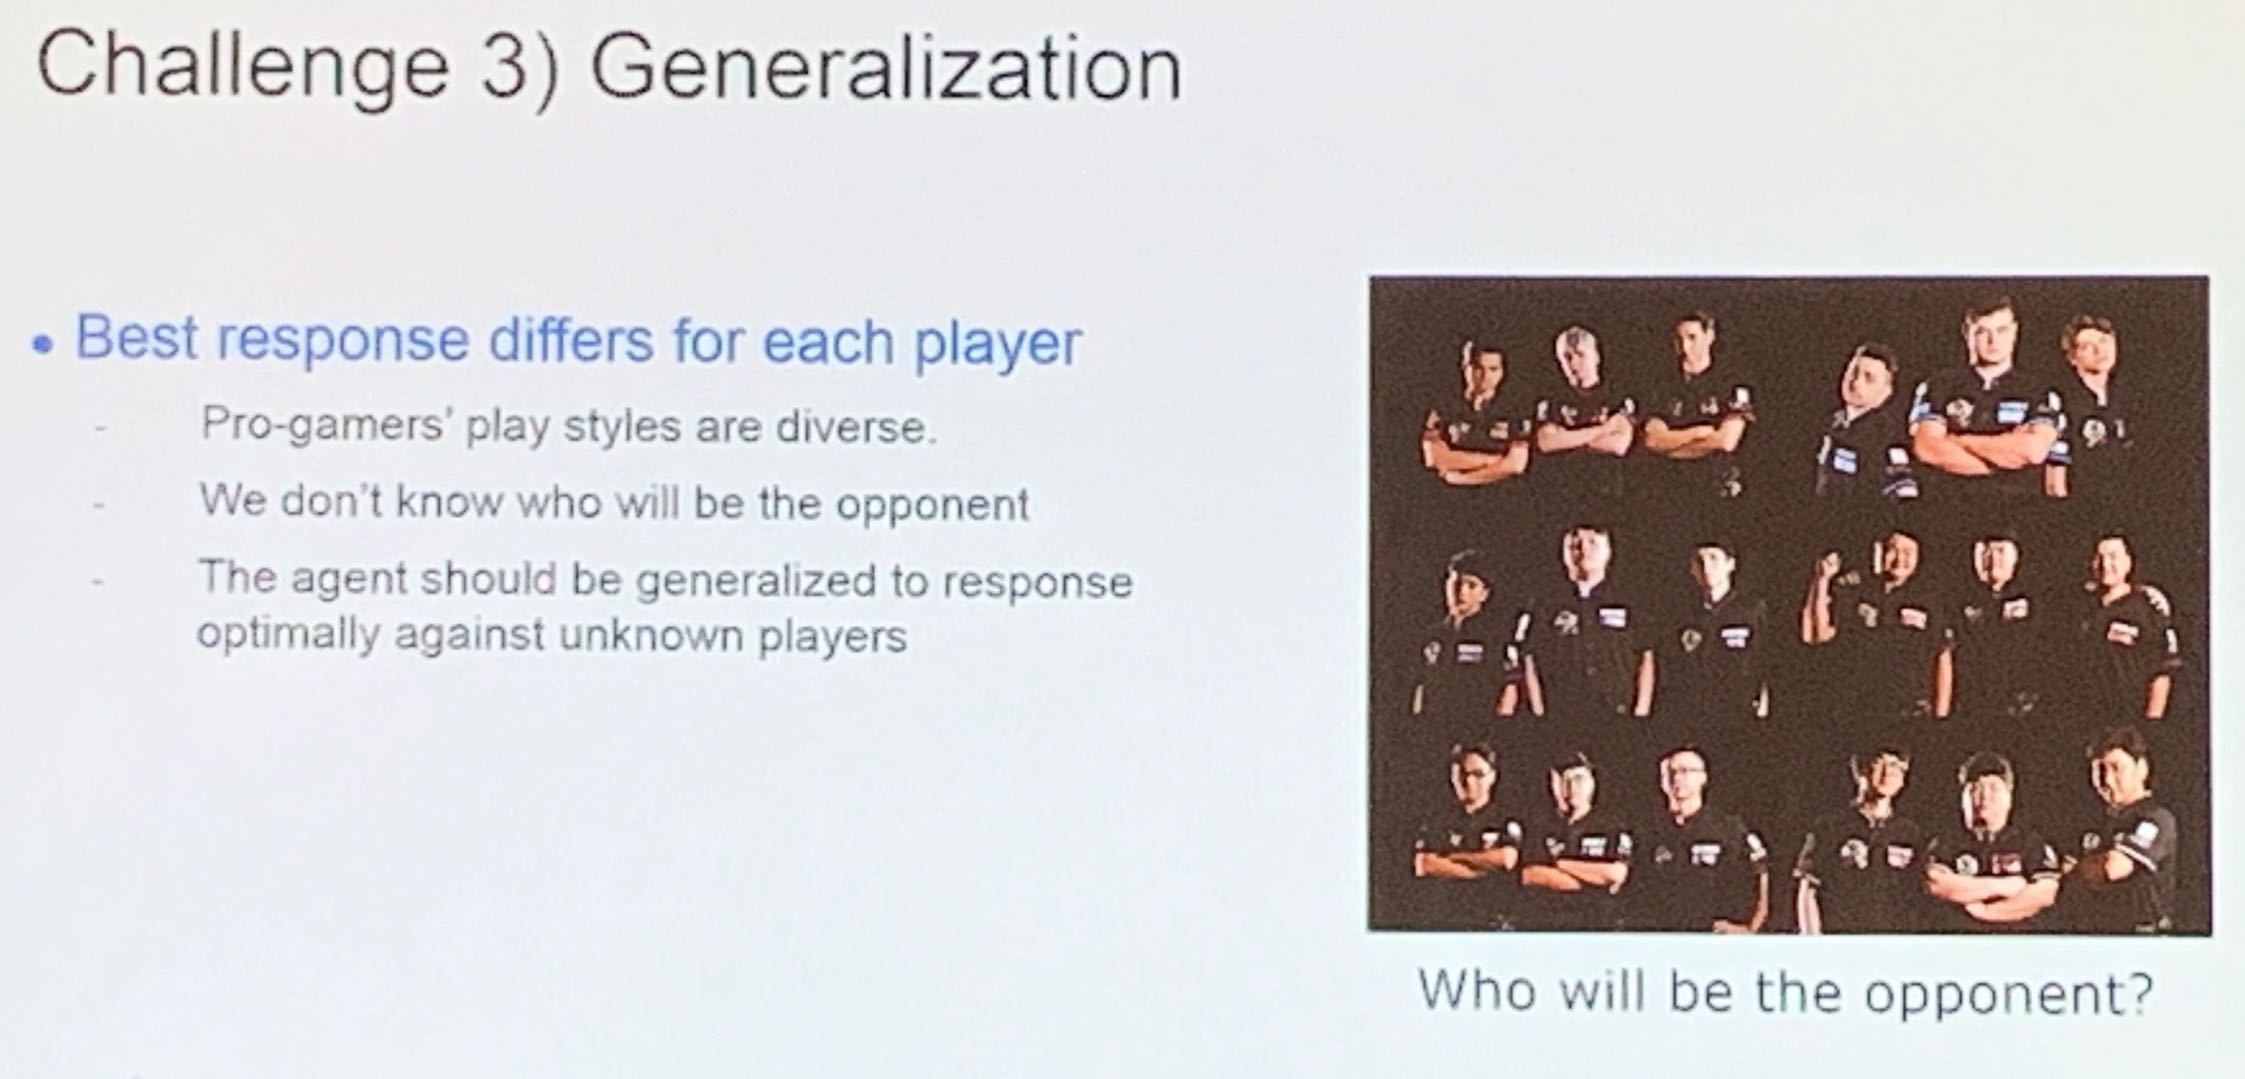 Challenge 3) Generalization
• Best response differs for each player
- Pro-gamers’ play styles are diverse.
- We don’t know who will be the opponent
- The agent should be generalized to response
optimally against unknown players
Who will be the opponent?